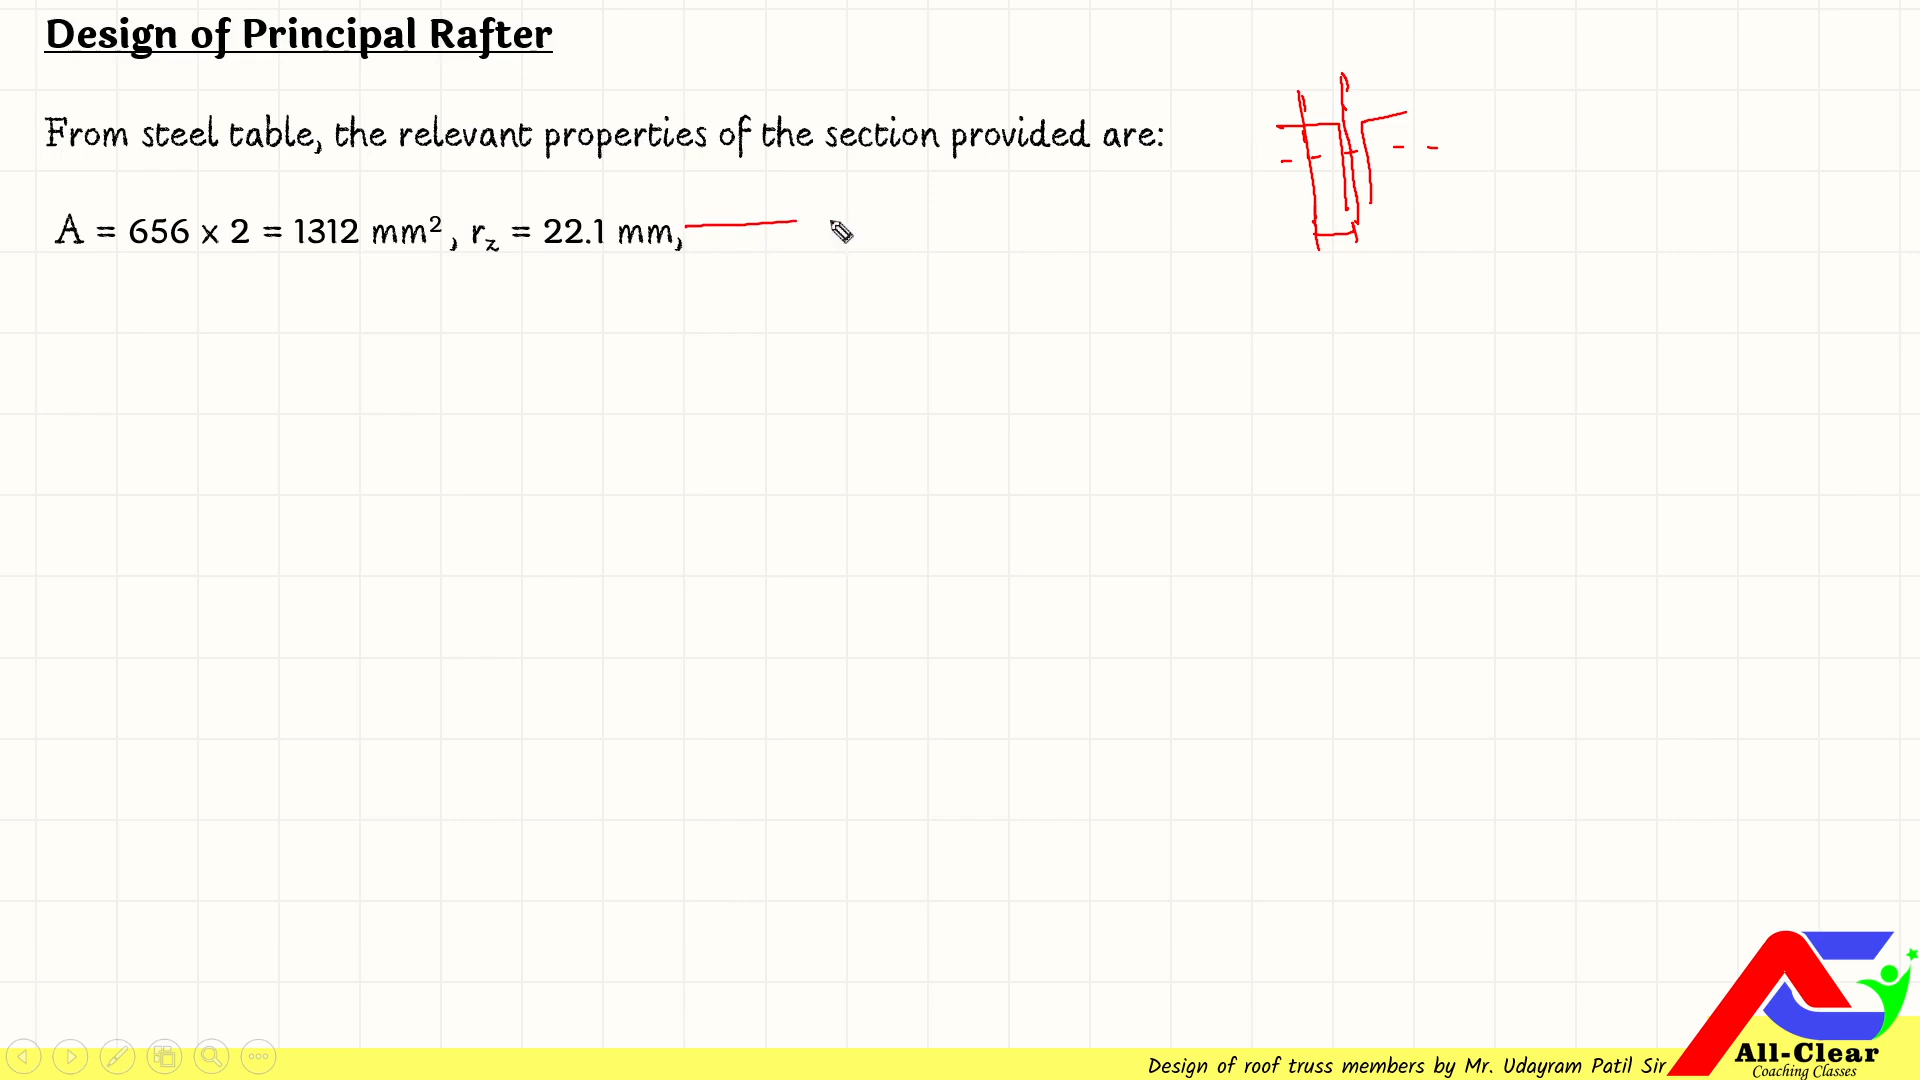 Design of Principal Rafter
From steel table, the relevant properties of the section provided are:
A = 656 x 2 = 1312 mm², r_z = 22.1 mm,
Design of roof truss members by Mr. Udayram Patil Sir
All-Clear
Coaching Classes